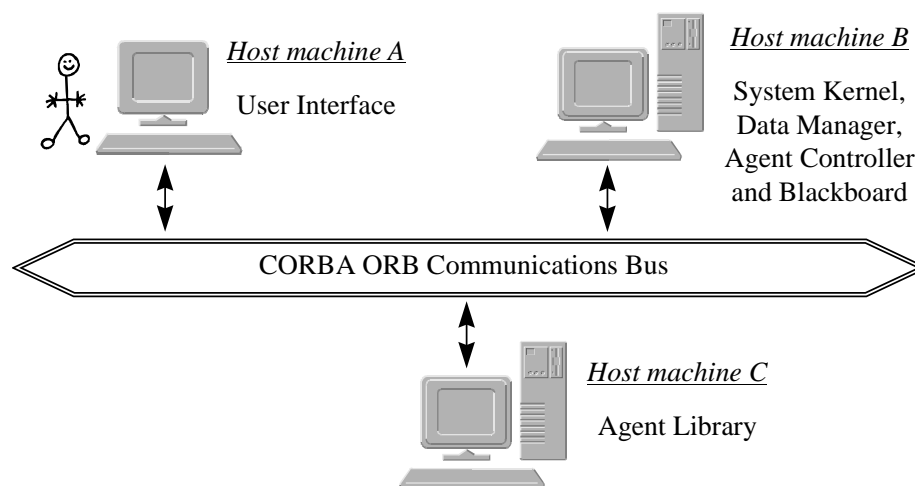 Host machine A
User Interface
Host machine B
System Kernel,
Data Manager,
Agent Controller
and Blackboard
CORBA ORB Communications Bus
Host machine C
Agent Library